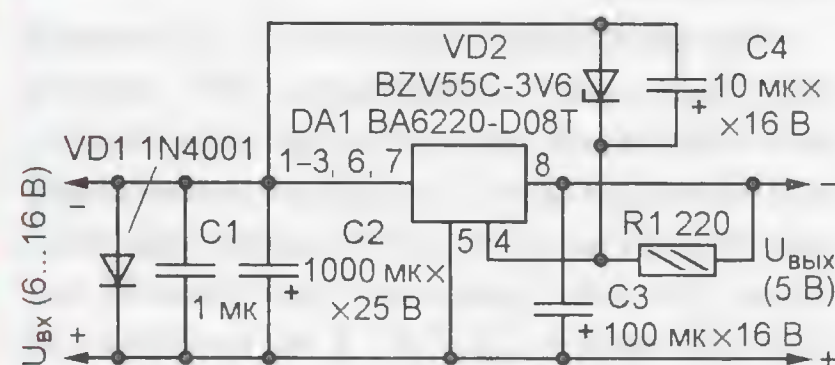 VD2
BZV55C-3V6
C4
10 мк×
×16 В
DA1 BA6220-D08T
VD1 1N4001
1–3, 6, 7
8
5
4
–
–
C1
1 мк
C2
1000 мк×
×25 В
R1 220
C3
100 мк×16 В
Uвх (6...16 В)
Uвых
(5 В)
+
+
+
+
+